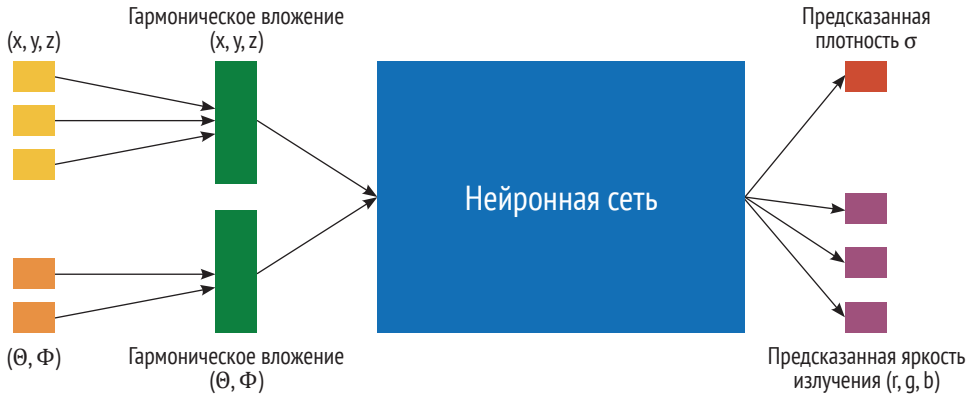 (x, y, z)
Гармоническое вложение
(x, y, z)
Нейронная сеть
Предсказанная
плотность σ
(Θ, Φ)
Гармоническое вложение
(Θ, Φ)
Предсказанная яркость
излучения (r, g, b)